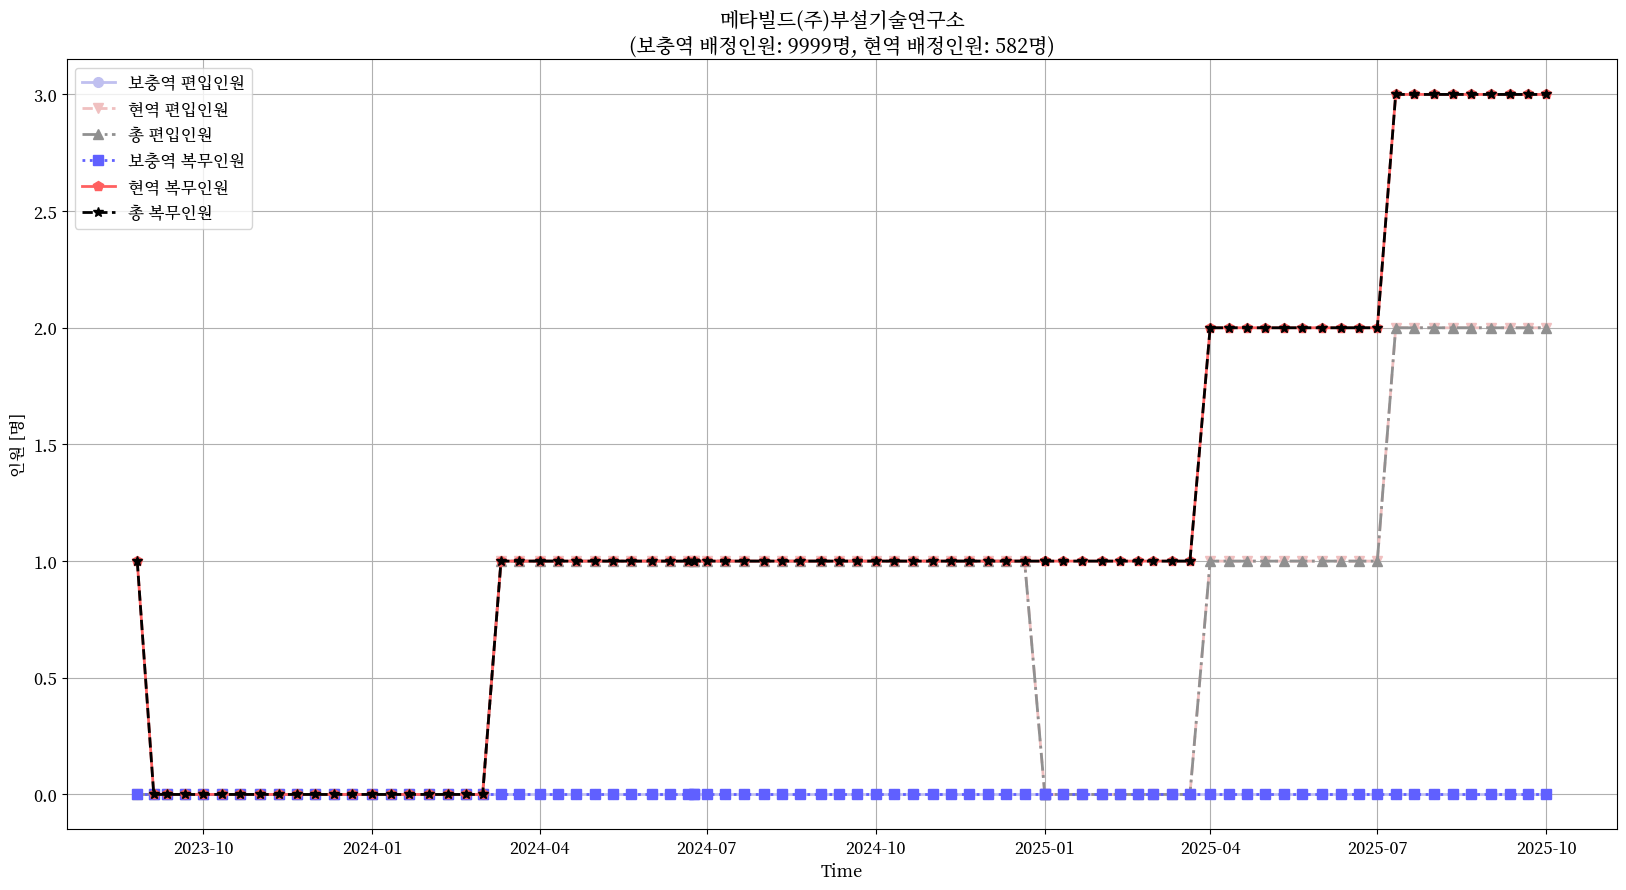 메타빌드(주)부설기술연구소
(보충역 배정인원: 9999명, 현역 배정인원: 582명)
보충역 편입인원
현역 편입인원
총 편입인원
보충역 복무인원
현역 복무인원
총 복무인원
인원 [명]
3.0
2.5
2.0
1.5
1.0
0.5
0.0
2023-10
2024-01
2024-04
2024-07
2024-10
2025-01
2025-04
2025-07
2025-10
Time